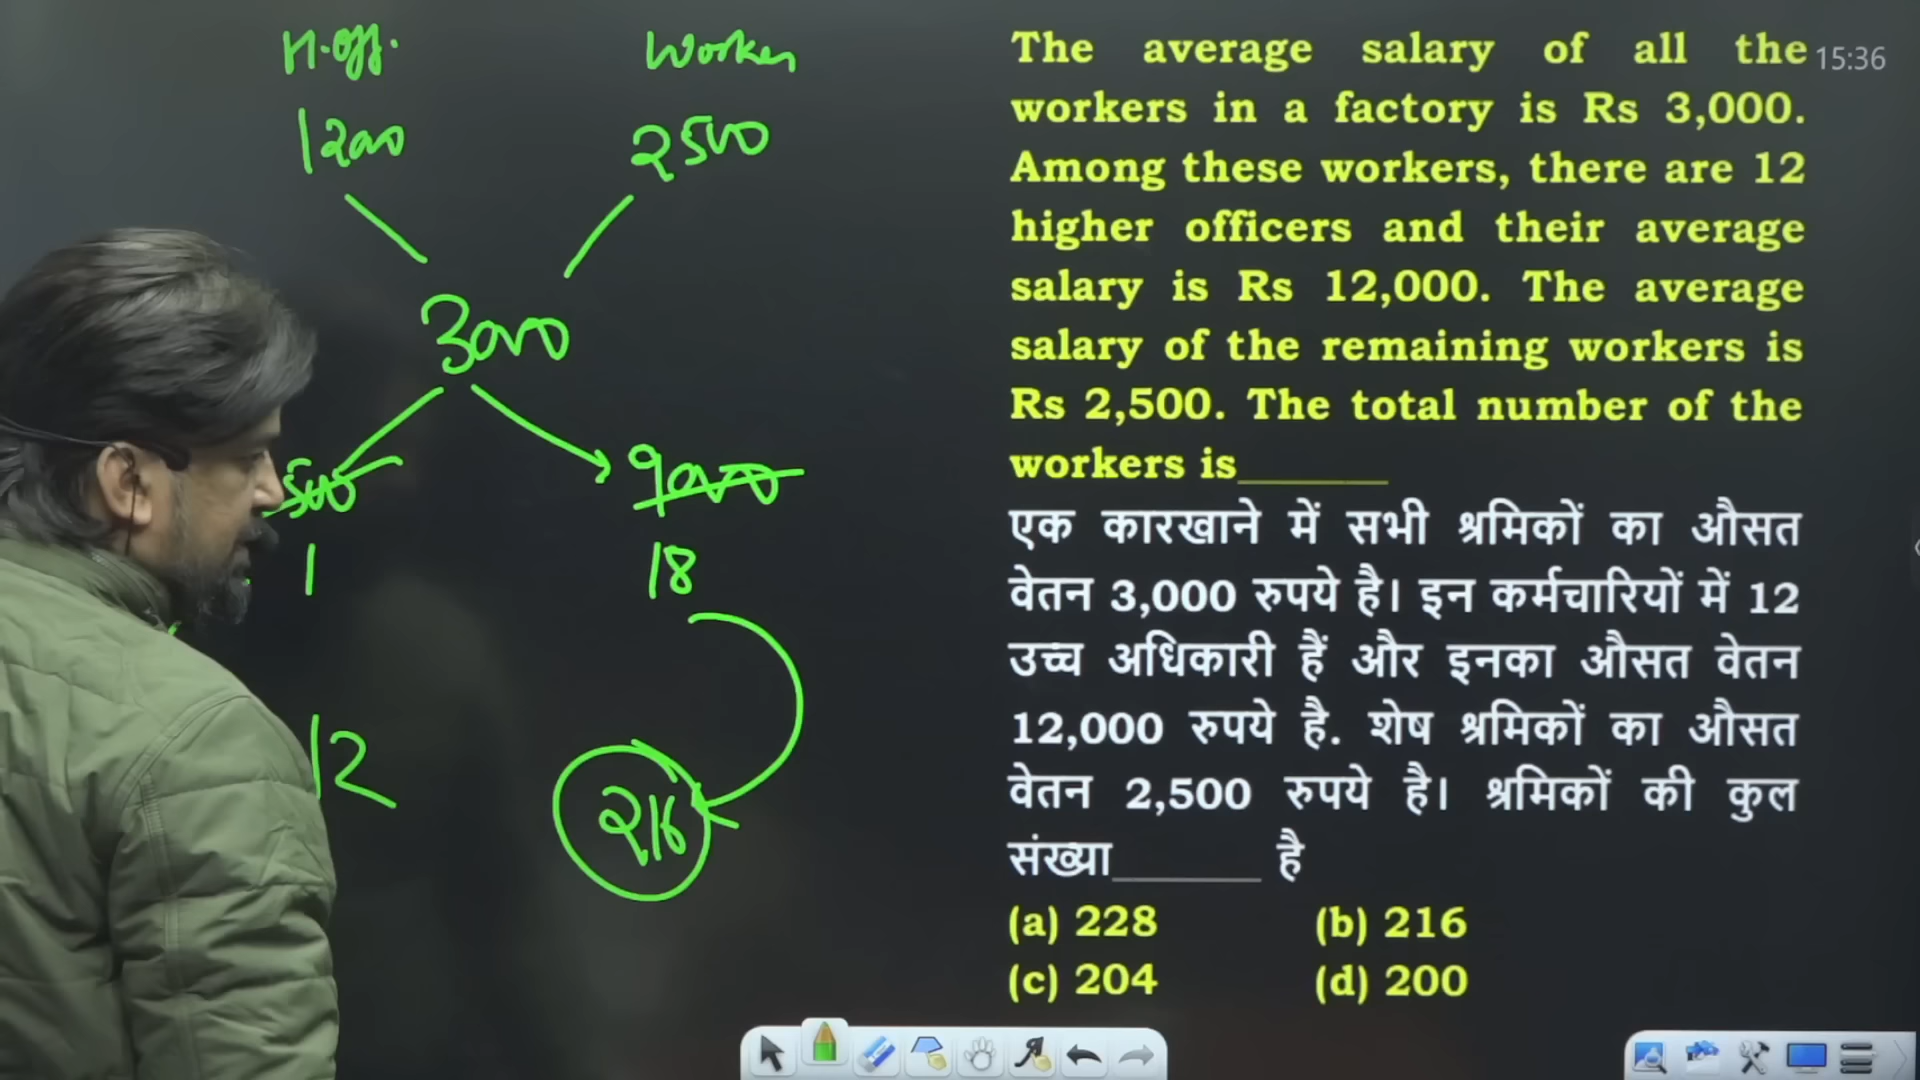 H.off.
Worker
1200
2500
3000
500
9000
1
18
12
216
The average salary of all the
workers in a factory is Rs 3,000.
Among these workers, there are 12
higher officers and their average
salary is Rs 12,000. The average
salary of the remaining workers is
Rs 2,500. The total number of the
workers is______
एक कारखाने में सभी श्रमिकों का औसत
वेतन 3,000 रुपये है। इन कर्मचारियों में 12
उच्च अधिकारी हैं और इनका औसत वेतन
12,000 रुपये है. शेष श्रमिकों का औसत
वेतन 2,500 रुपये है। श्रमिकों की कुल
संख्या______ है
(a) 228 (b) 216
(c) 204 (d) 200
15:36